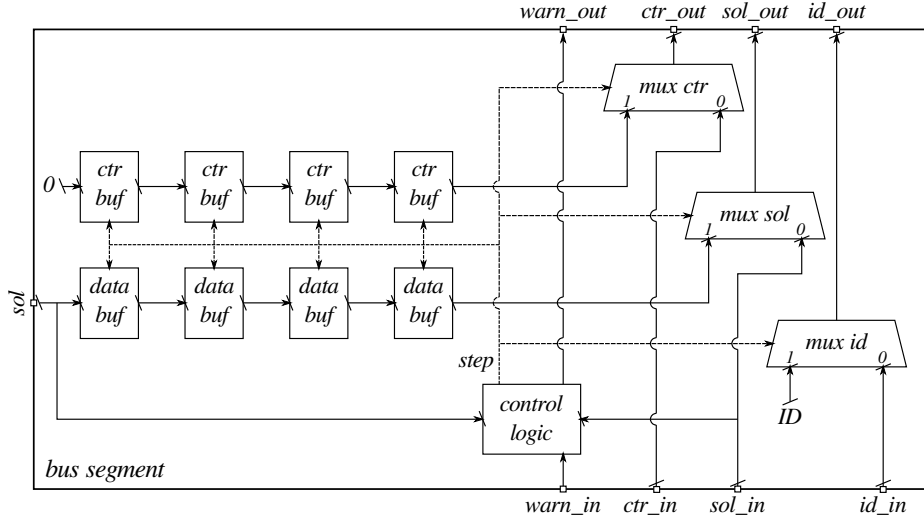 warn_out ctr_out sol_out id_out
mux ctr
1 0
ctr buf
ctr buf
ctr buf
ctr buf
0
mux sol
1 0
data buf
data buf
data buf
data buf
sol
mux id
1 0
step
ID
control logic
bus segment
warn_in ctr_in sol_in id_in